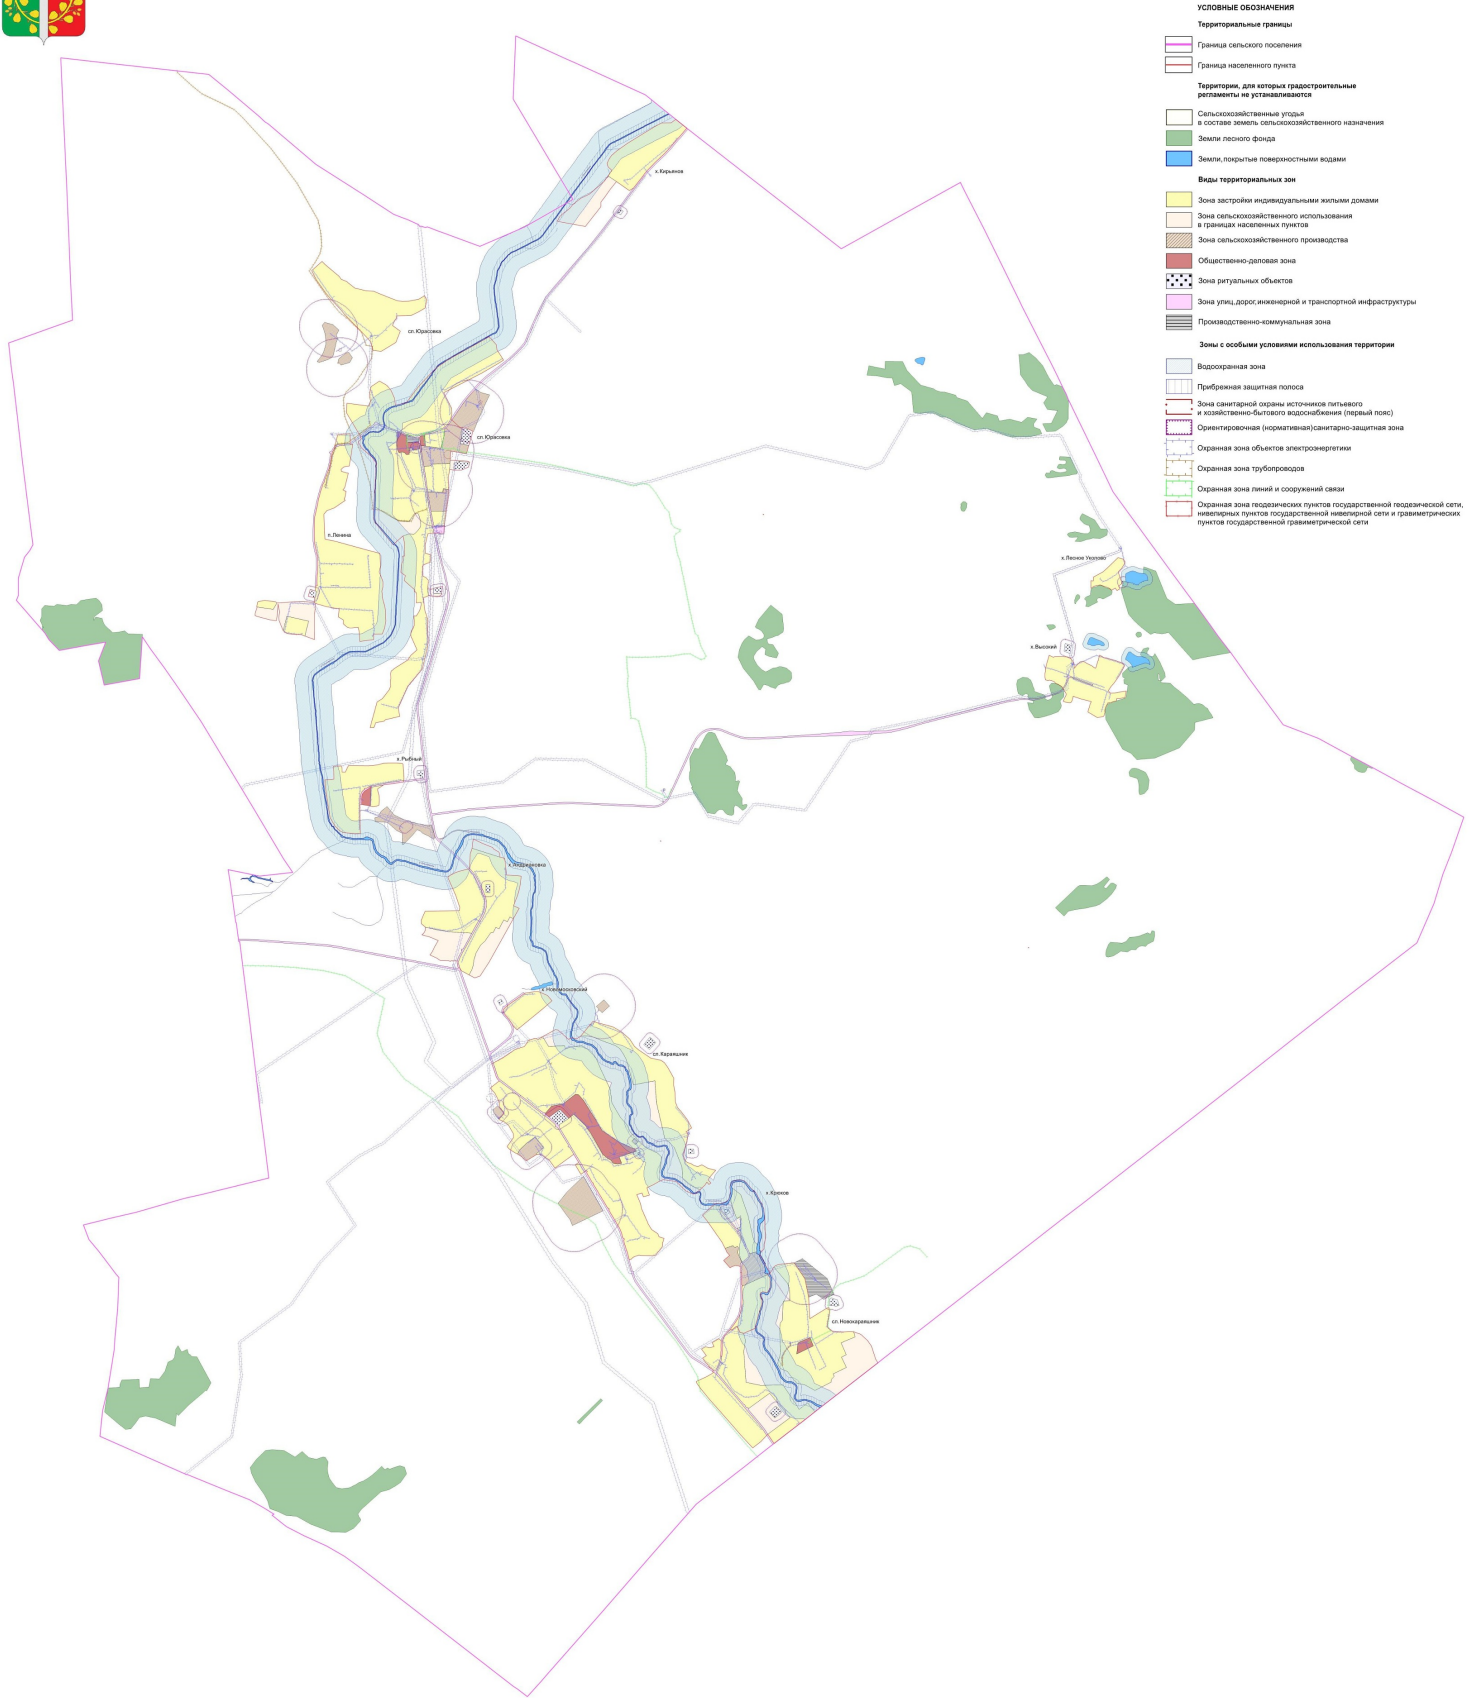 УСЛОВНЫЕ ОБОЗНАЧЕНИЯ
Территориальные границы
Граница сельского поселения
Граница населенного пункта
Территории, для которых градостроительные
регламенты не устанавливаются
Сельскохозяйственные угодья
в составе земель сельскохозяйственного назначения
Земли лесного фонда
Земли,покрытые поверхностными водами
Виды территориальных зон
Зона застройки индивидуальными жилыми домами
Зона сельскохозяйственного использования
в границах населенных пунктов
Зона сельскохозяйственного производства
Общественно-деловая зона
Зона ритуальных объектов
Зона улиц,дорог,инженерной и транспортной инфраструктуры
Производственно-коммунальная зона
Зоны с особыми условиями использования территории
Водоохранная зона
Прибрежная защитная полоса
Зона санитарной охраны источников питьевого
и хозяйственно-бытового водоснабжения (первый пояс)
Ориентировочная (нормативная)санитарно-защитная зона
Охранная зона объектов электроэнергетики
Охранная зона трубопроводов
Охранная зона линий и сооружений связи
Охранная зона геодезических пунктов государственной геодезической сети,
нивелирных пунктов государственной нивелирной сети и гравиметрических
пунктов государственной гравиметрической сети
х.Кирьянов
сл.Юрасовка
сл.Юрасовка
п.Ленина
х.Лесное Уколово
х.Высокий
х.Рыбный
х.Андриановка
х.Новомосковский
сл.Караяшник
х.Крюков
сл.Новокараяшник